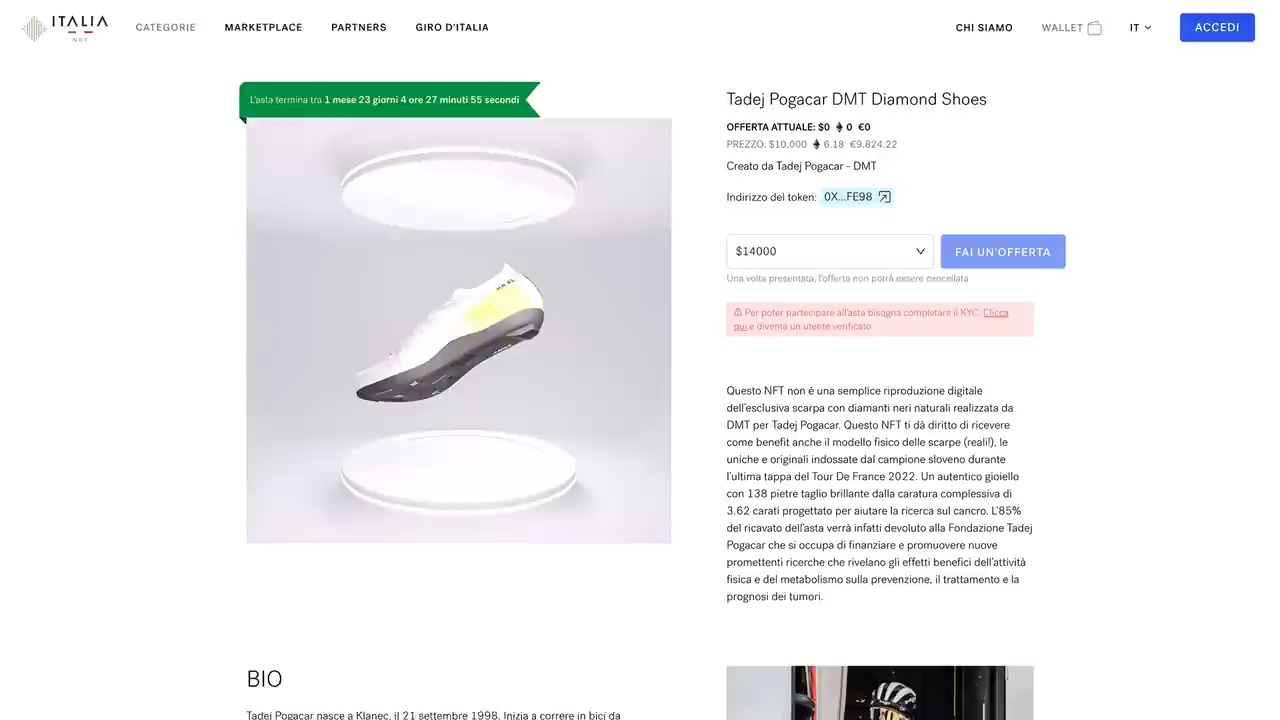 ITALIA
NFT
CATEGORIE
MARKETPLACE
PARTNERS
GIRO D'ITALIA
CHI SIAMO
WALLET
IT
ACCEDI
L'asta termina tra 1 mese 23 giorni 4 ore 27 minuti 55 secondi
Tadej Pogacar DMT Diamond Shoes
OFFERTA ATTUALE: $0 0 €0
PREZZO: $10.000 6.18 €9.824.22
Creato da Tadej Pogacar - DMT
Indirizzo del token: 0X...FE98
$14000
FAI UN'OFFERTA
Una volta presentata, l'offerta non potrà essere cancellata
Per poter partecipare all'asta bisogna completare il KYC. Clicca
qui e diventa un utente verificato
Questo NFT non è una semplice riproduzione digitale
dell'esclusiva scarpa con diamanti neri naturali realizzata da
DMT per Tadej Pogacar. Questo NFT ti dà diritto di ricevere
come benefit anche il modello fisico delle scarpe (reali!), le
uniche e originali indossate dal campione sloveno durante
l'ultima tappa del Tour De France 2022. Un autentico gioiello
con 138 pietre taglio brillante dalla caratura complessiva di
3.62 carati progettato per aiutare la ricerca sul cancro. L'85%
del ricavato dell'asta verrà infatti devoluto alla Fondazione Tadej
Pogacar che si occupa di finanziare e promuovere nuove
promettenti ricerche che rivelano gli effetti benefici dell'attività
fisica e del metabolismo sulla prevenzione, il trattamento e la
prognosi dei tumori.
BIO
Tadej Pogacar nasce a Klanec, il 21 settembre 1998. Inizia a correre in bici da